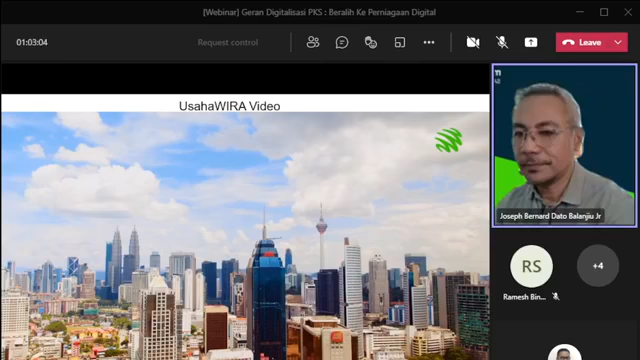 [Webinar] Geran Digitalisasi PKS : Beralih Ke Perniagaan Digital
01:03:04
Request control
Leave
UsahaWIRA Video
Joseph Bernard Dato Balanjiu Jr
RS
+4
Ramesh Bin...